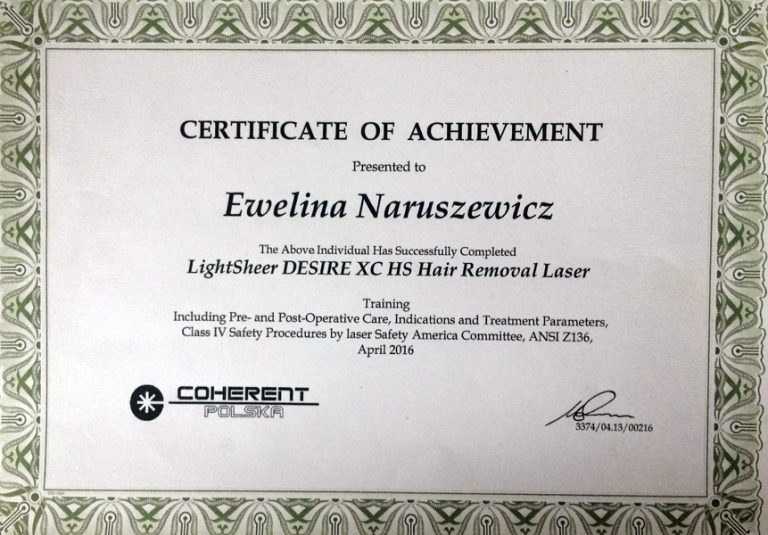 CERTIFICATE OF ACHIEVEMENT
Presented to
Ewelina Naruszewicz
The Above Individual Has Successfully Completed
LightSheer DESIRE XC HS Hair Removal Laser
Training
Including Pre- and Post-Operative Care, Indications and Treatment Parameters,
Class IV Safety Procedures by laser Safety America Committee, ANSI Z136,
April 2016
COHERENT
POLSKA
3374/04.13/00216